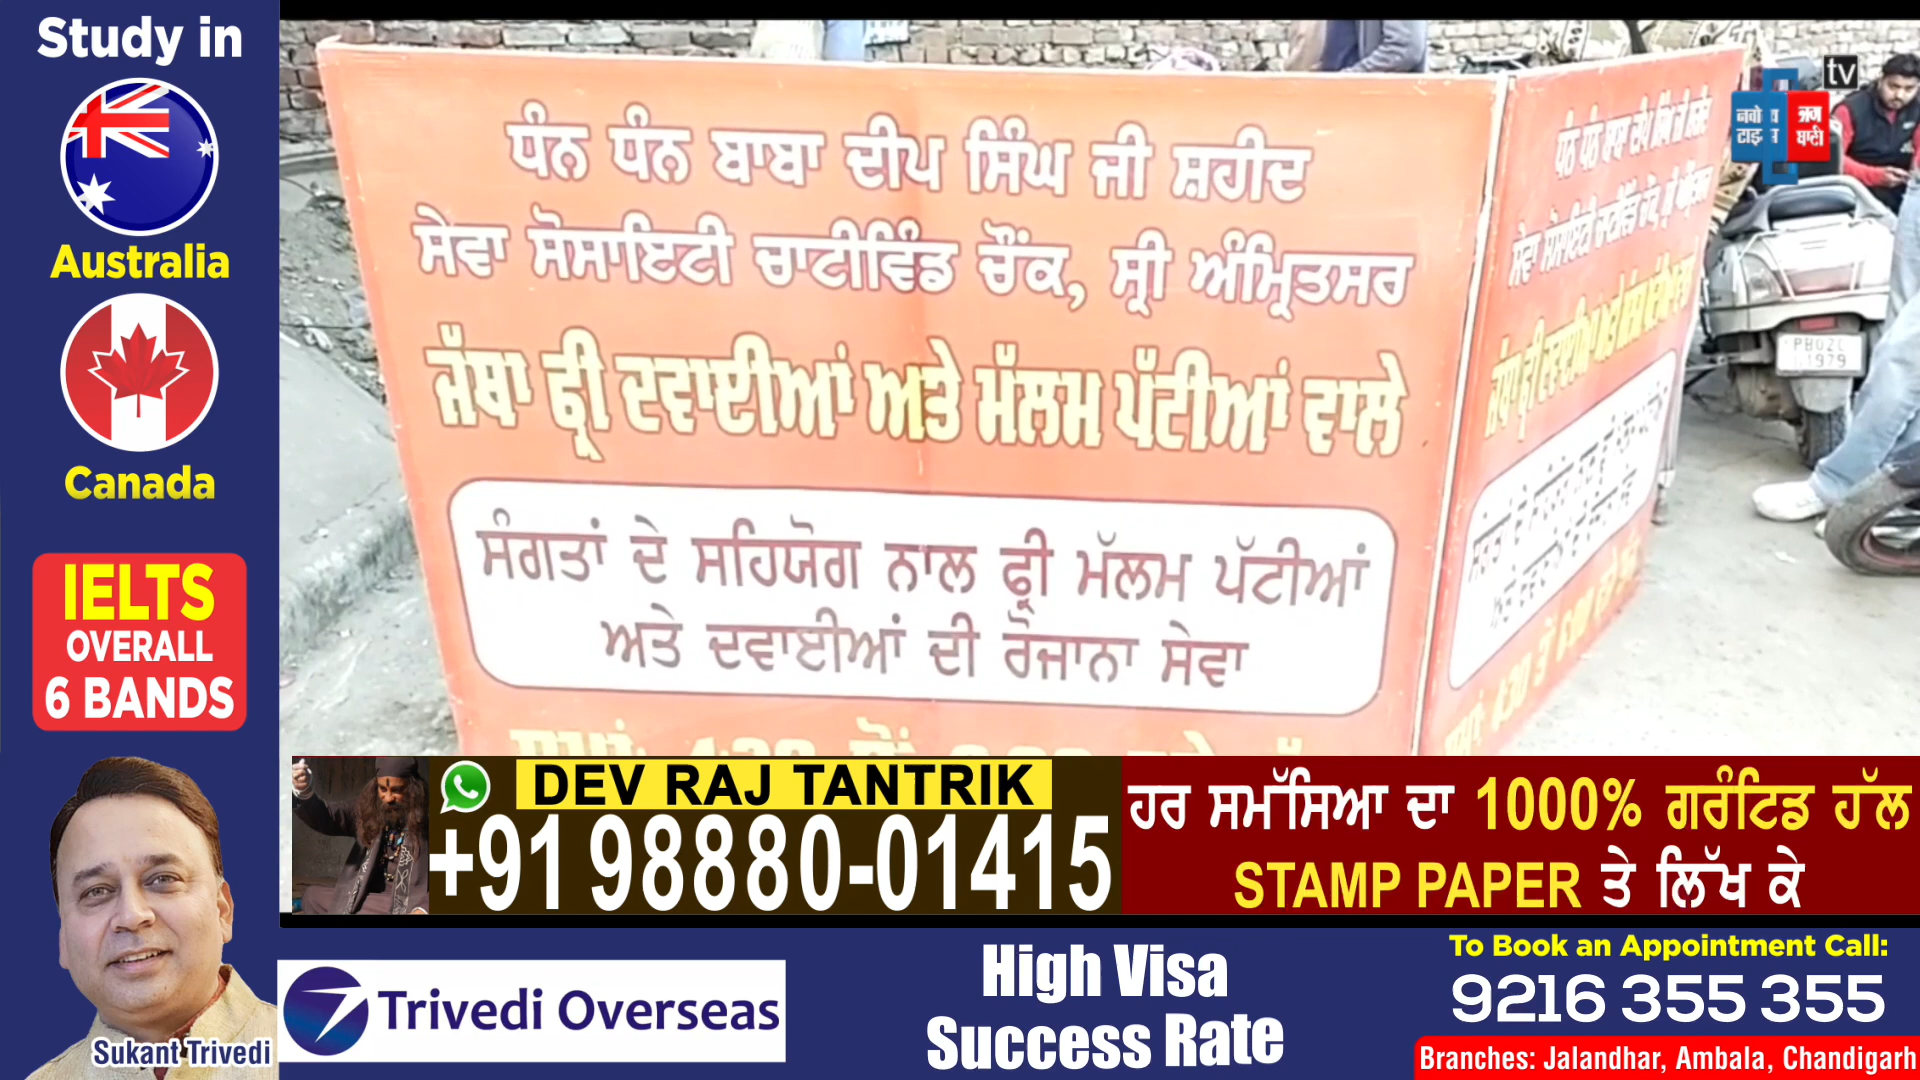 Study in
Australia
Canada
IELTS
OVERALL
6 BANDS
Sukant Trivedi
ਧੰਨ ਧੰਨ ਬਾਬਾ ਦੀਪ ਸਿੰਘ ਜੀ ਸ਼ਹੀਦ
ਸੇਵਾ ਸੋਸਾਇਟੀ ਚਾਟੀਵਿੰਡ ਚੌਂਕ, ਸ੍ਰੀ ਅੰਮ੍ਰਿਤਸਰ
ਜੱਥਾ ਫ੍ਰੀ ਦਵਾਈਆਂ ਅਤੇ ਮੱਲਮ ਪੱਟੀਆਂ ਵਾਲੇ
ਸੰਗਤਾਂ ਦੇ ਸਹਿਯੋਗ ਨਾਲ ਫ੍ਰੀ ਮੱਲਮ ਪੱਟੀਆਂ
ਅਤੇ ਦਵਾਈਆਂ ਦੀ ਰੋਜਾਨਾ ਸੇਵਾ
ਧੰਨ ਧੰਨ ਬਾਬਾ ਦੀਪ ਸਿੰਘ ਜੀ ਸ਼ਹੀਦ
tv
ਜਗ
ਬਾਣੀ
1979
DEV RAJ TANTRIK
+91 98880-01415
ਹਰ ਸਮੱਸਿਆ ਦਾ 1000% ਗਰੰਟਿਡ ਹੱਲ
STAMP PAPER ਤੇ ਲਿੱਖ ਕੇ
Trivedi Overseas
High Visa
Success Rate
To Book an Appointment Call:
9216 355 355
Branches: Jalandhar, Ambala, Chandigarh